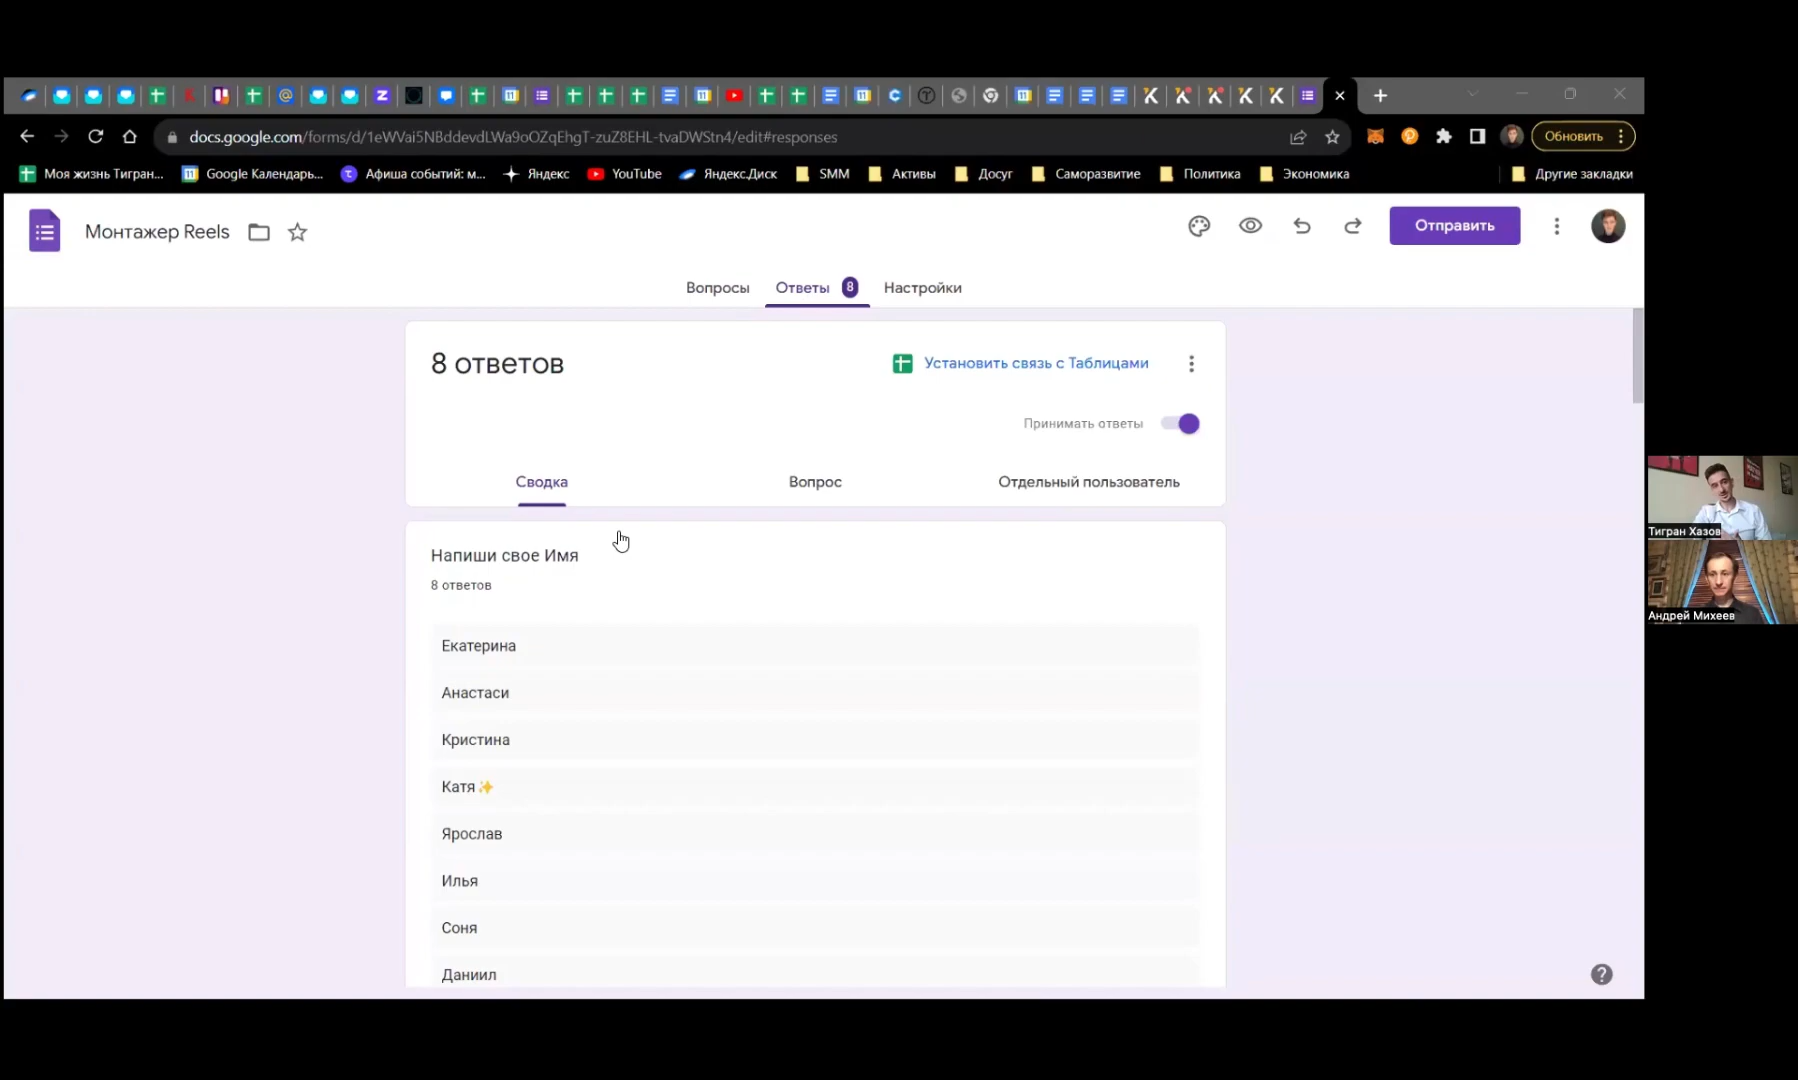 docs.google.com/forms/d/1eWVai5NBddevdLWa9oOZqEhgT-zuZ8EHL-tvaDWStn4/edit#responses
Обновить
Моя жизнь Тигран...
Google Календарь...
Афиша событий: м...
Яндекс
YouTube
Яндекс.Диск
SMM
Активы
Досуг
Саморазвитие
Политика
Экономика
Другие закладки
Монтажер Reels
Отправить
Вопросы
Ответы 8
Настройки
8 ответов
Установить связь с Таблицами
Принимать ответы
Сводка
Вопрос
Отдельный пользователь
Напиши свое Имя
8 ответов
Екатерина
Анастаси
Кристина
Катя✨
Ярослав
Илья
Соня
Даниил
Тигран Хазов
Андрей Михеев